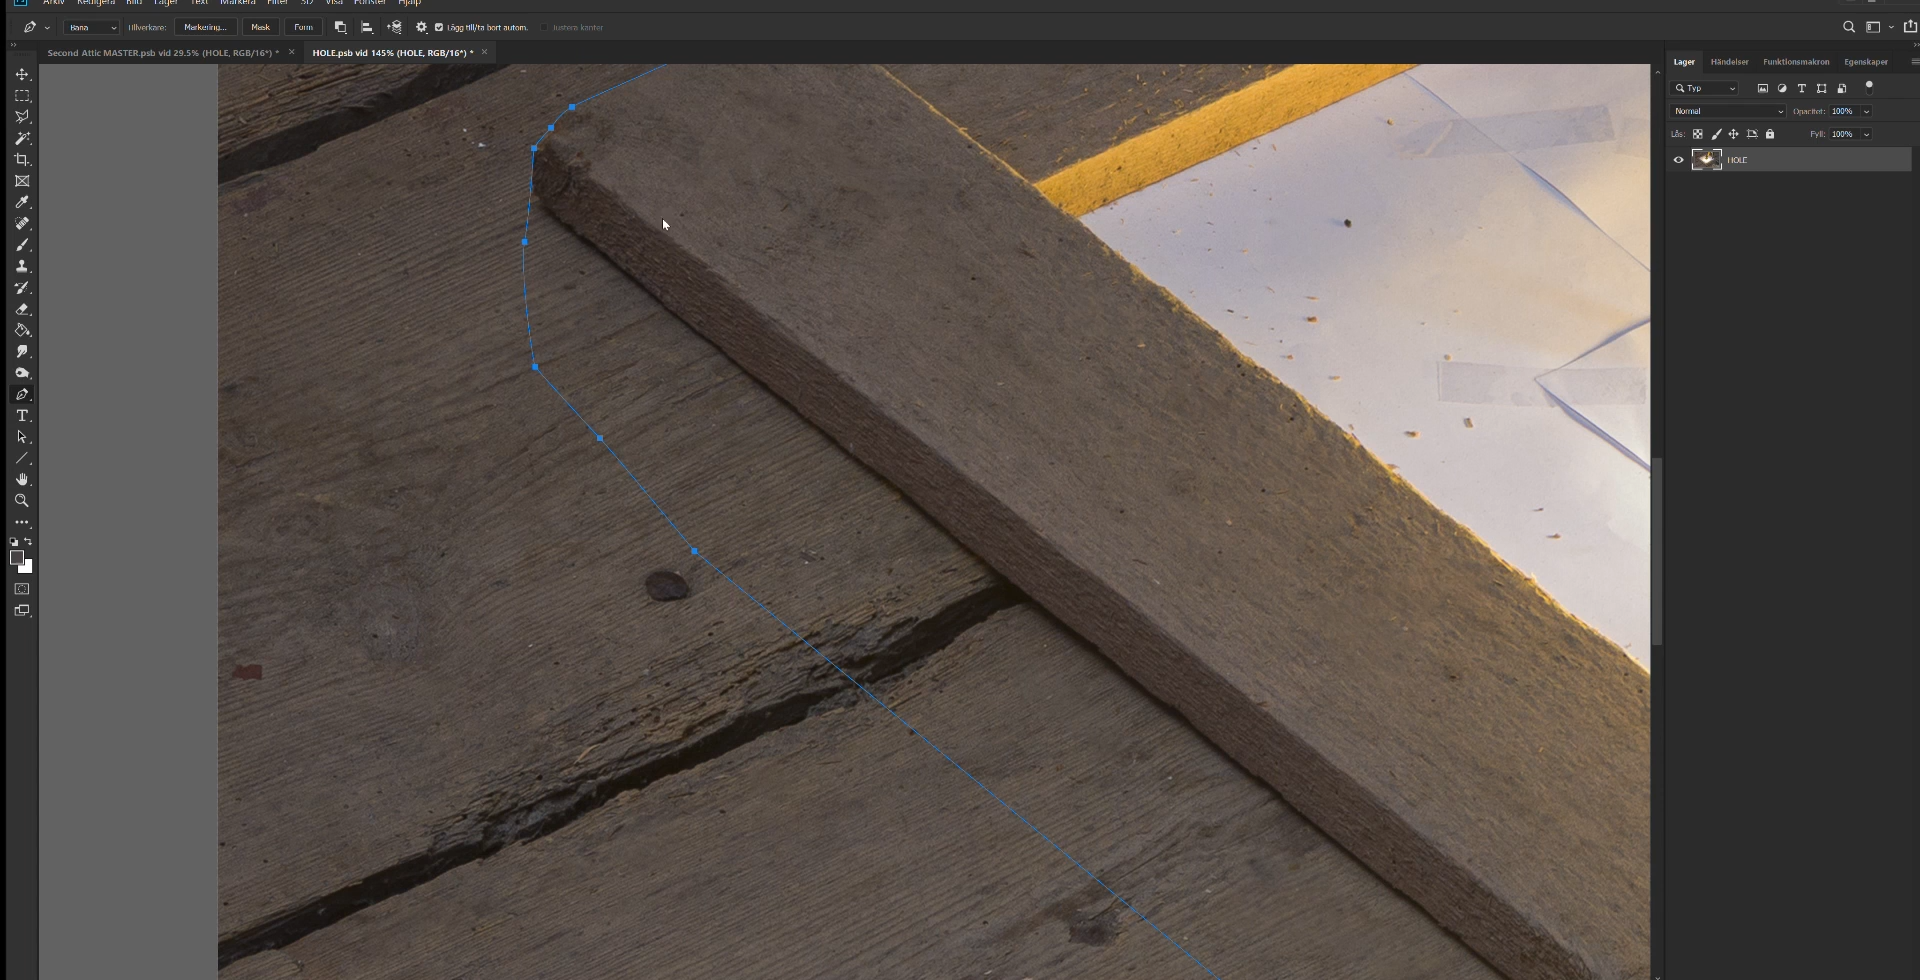 Arkiv Redigera Bild Lager Text Markera Filter 3D Visa Fönster Hjälp
Bana Tillverkare: Markering... Mask Form Lägg till/ta bort autom. Justera kanter
Second Attic MASTER.psb vid 29.5% (HOLE, RGB/16*) * × HOLE.psb vid 145% (HOLE, RGB/16*) * ×
Lager Händelser Funktionsmakron Egenskaper
Typ
Normal Opacitet: 100%
Lås: Fyll: 100%
HOLE